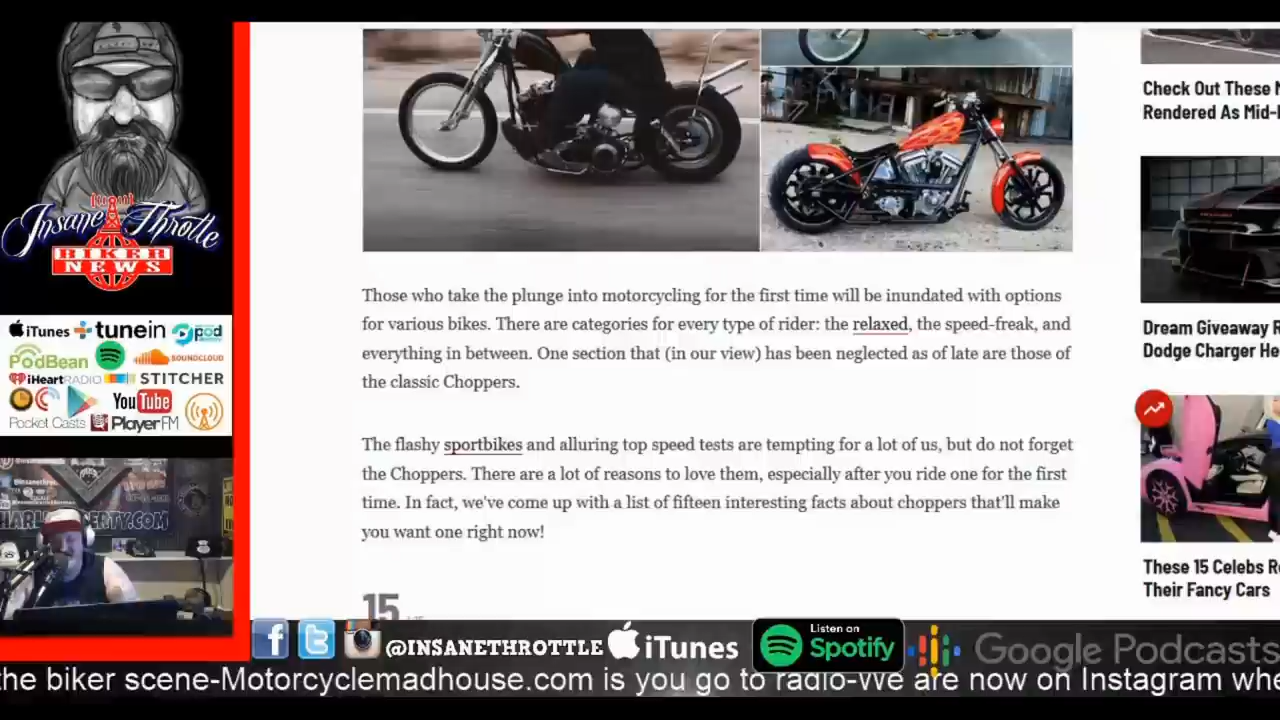 Insane Throttle
BIKER
NEWS
iTunes tunein pod
PodBean SOUNDCLOUD
iHeartRADIO STITCHER
YouTube
Pocket Casts Player FM
Those who take the plunge into motorcycling for the first time will be inundated with options
for various bikes. There are categories for every type of rider: the relaxed, the speed-freak, and
everything in between. One section that (in our view) has been neglected as of late are those of
the classic Choppers.
The flashy sportbikes and alluring top speed tests are tempting for a lot of us, but do not forget
the Choppers. There are a lot of reasons to love them, especially after you ride one for the first
time. In fact, we've come up with a list of fifteen interesting facts about choppers that'll make
you want one right now!
15
Check Out These
Rendered As Mid-
Dream Giveaway
Dodge Charger He
These 15 Celebs R
Their Fancy Cars
@INSANETHROTTLE iTunes Listen on Spotify Google Podcasts
the biker scene-Motorcyclemadhouse.com is you go to radio-We are now on Instagram whe